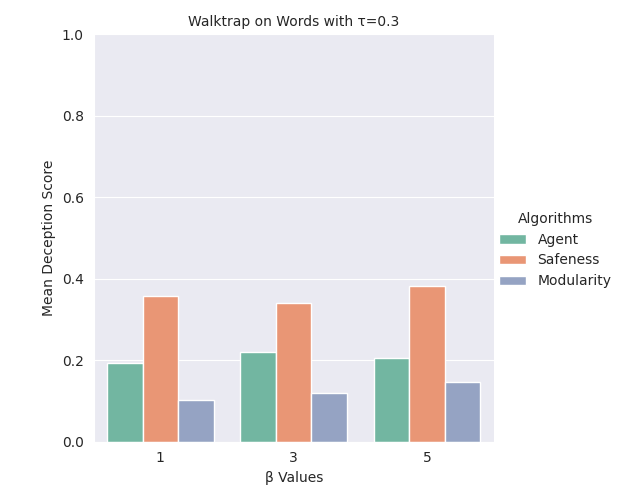 Walktrap on Words with τ=0.3
1.0
0.8
0.6
0.4
0.2
0.0
Mean Deception Score
1 3 5
β Values
Algorithms
Agent
Safeness
Modularity